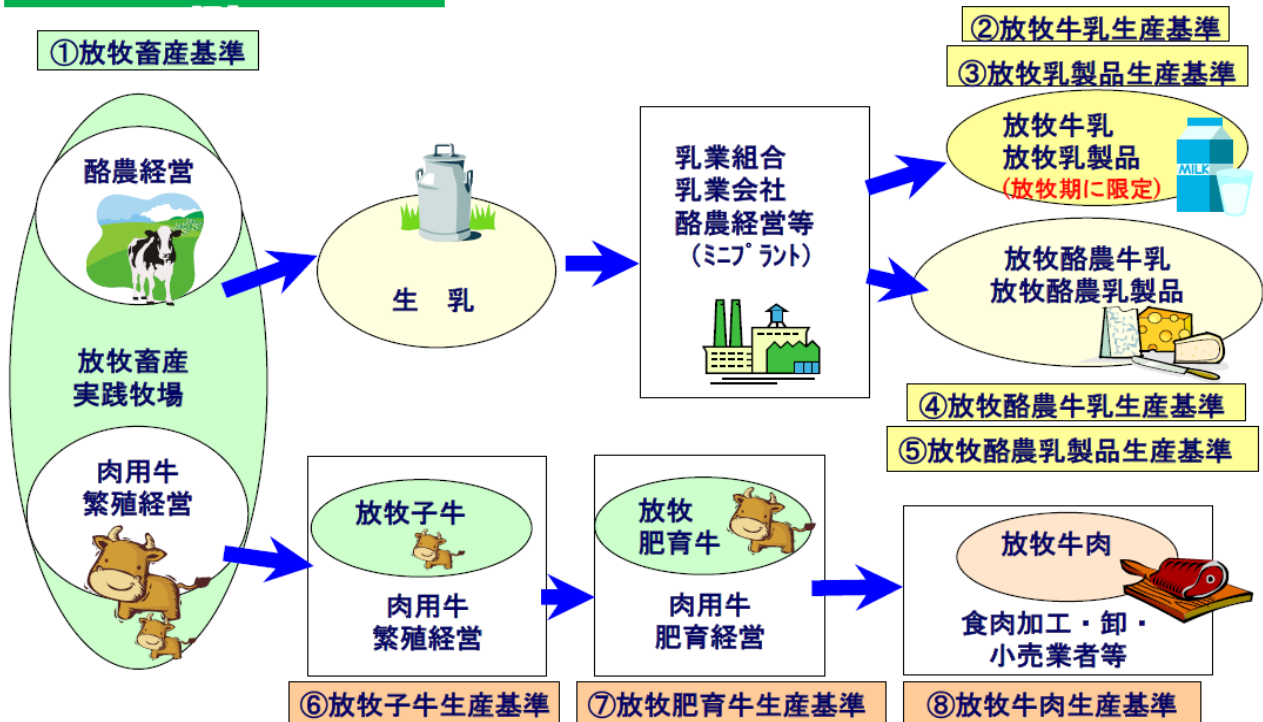 ①放牧畜産基準
酪農経営
放牧畜産
実践牧場
肉用牛
繁殖経営
生 乳
乳業組合
乳業会社
酪農経営等
(ミニプラント)
②放牧牛乳生産基準
③放牧乳製品生産基準
放牧牛乳
放牧乳製品
(放牧期に限定)
MILK
放牧酪農牛乳
放牧酪農乳製品
④放牧酪農牛乳生産基準
⑤放牧酪農乳製品生産基準
放牧子牛
肉用牛
繁殖経営
⑥放牧子牛生産基準
放牧
肥育牛
肉用牛
肥育経営
⑦放牧肥育牛生産基準
放牧牛肉
食肉加工・卸・
小売業者等
⑧放牧牛肉生産基準